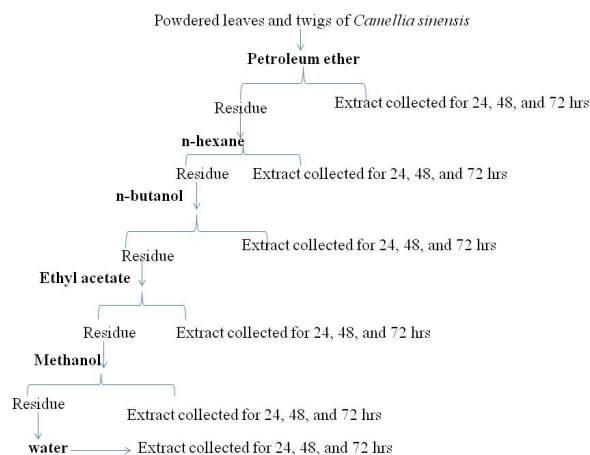 Powdered leaves and twigs of Camellia sinensis
Petroleum ether
Residue
Extract collected for 24, 48, and 72 hrs
n-hexane
Residue
Extract collected for 24, 48, and 72 hrs
n-butanol
Residue
Extract collected for 24, 48, and 72 hrs
Ethyl acetate
Residue
Extract collected for 24, 48, and 72 hrs
Methanol
Residue
Extract collected for 24, 48, and 72 hrs
water
Extract collected for 24, 48, and 72 hrs